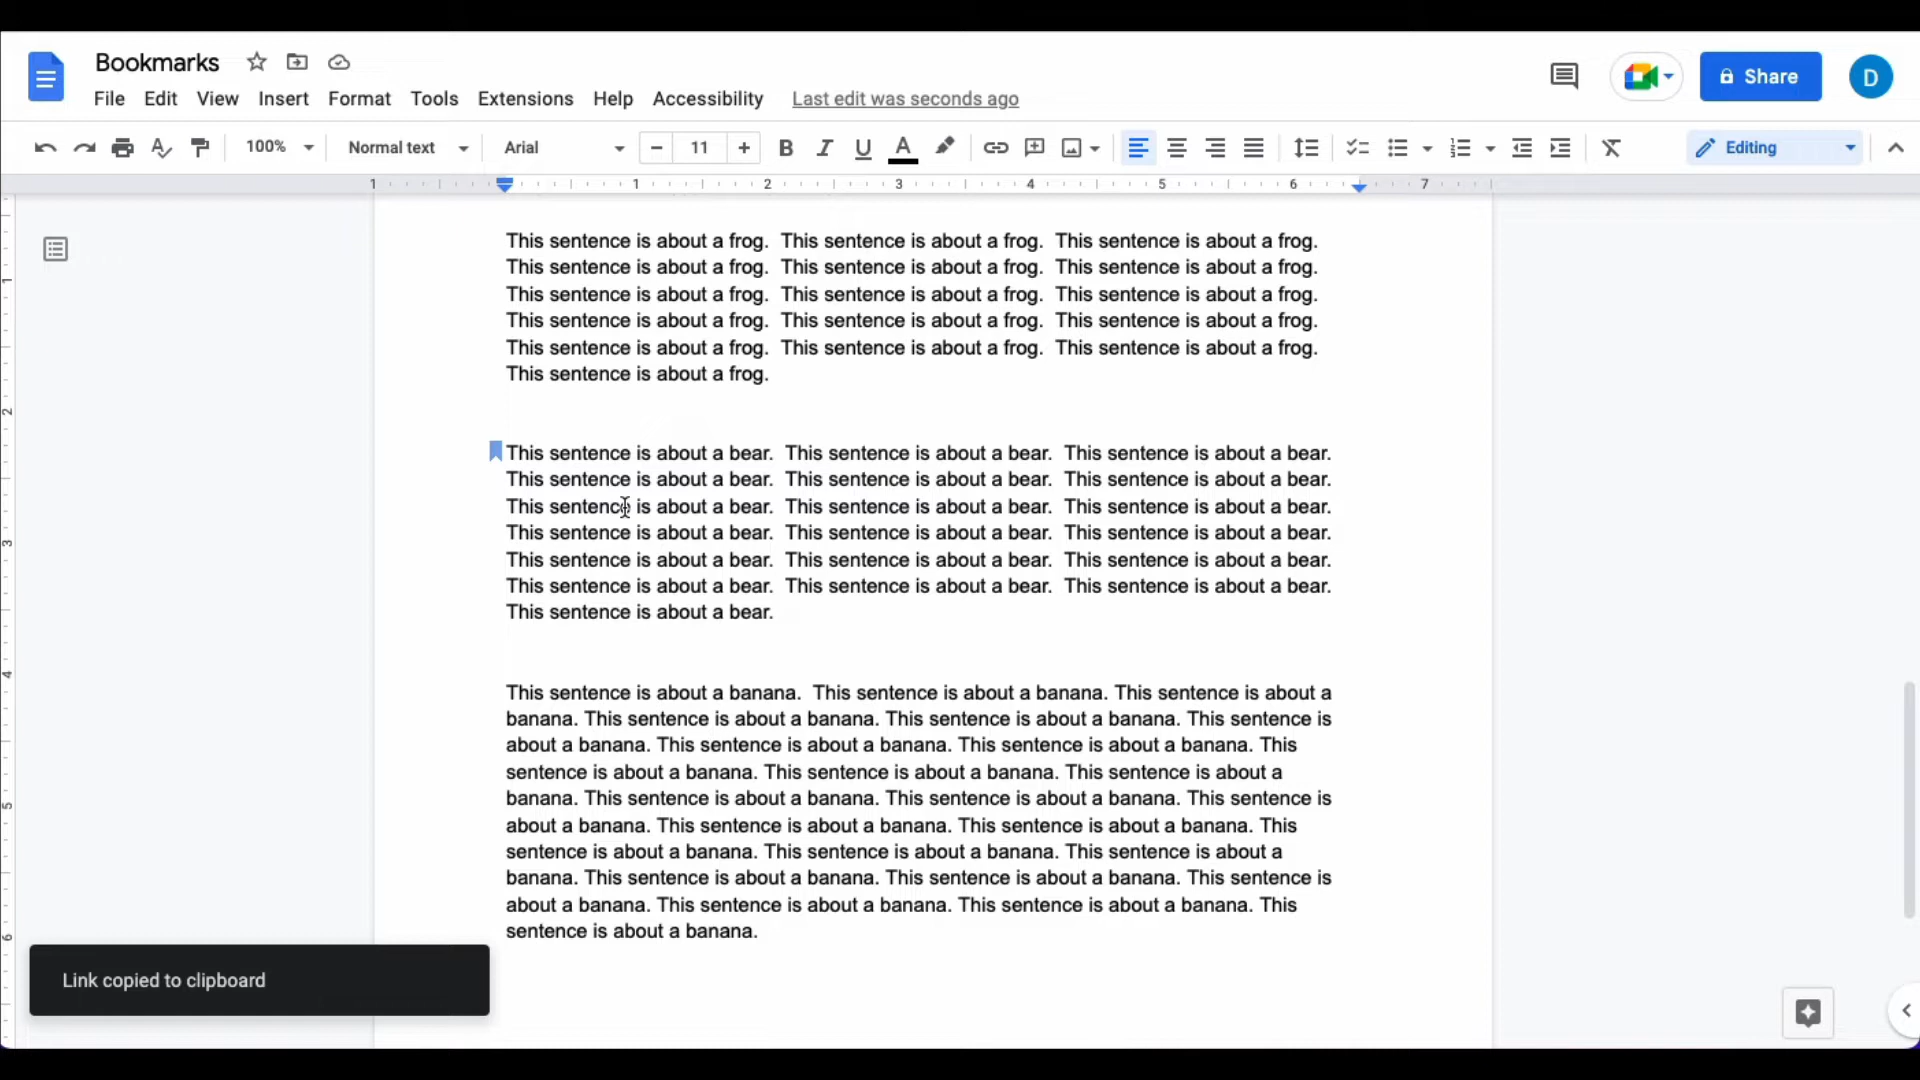 Bookmarks
File Edit View Insert Format Tools Extensions Help Accessibility Last edit was seconds ago
Share
D
100% Normal text Arial 11 B I U A Editing
1 1 2 3 4 5 6 7
This sentence is about a frog. This sentence is about a frog. This sentence is about a frog.
This sentence is about a frog. This sentence is about a frog. This sentence is about a frog.
This sentence is about a frog. This sentence is about a frog. This sentence is about a frog.
This sentence is about a frog. This sentence is about a frog. This sentence is about a frog.
This sentence is about a frog. This sentence is about a frog. This sentence is about a frog.
This sentence is about a frog.
This sentence is about a bear. This sentence is about a bear. This sentence is about a bear.
This sentence is about a bear. This sentence is about a bear. This sentence is about a bear.
This sentence is about a bear. This sentence is about a bear. This sentence is about a bear.
This sentence is about a bear. This sentence is about a bear. This sentence is about a bear.
This sentence is about a bear. This sentence is about a bear. This sentence is about a bear.
This sentence is about a bear. This sentence is about a bear. This sentence is about a bear.
This sentence is about a bear.
This sentence is about a banana. This sentence is about a banana. This sentence is about a
banana. This sentence is about a banana. This sentence is about a banana. This sentence is
about a banana. This sentence is about a banana. This sentence is about a banana. This
sentence is about a banana. This sentence is about a banana. This sentence is about a
banana. This sentence is about a banana. This sentence is about a banana. This sentence is
about a banana. This sentence is about a banana. This sentence is about a banana. This
sentence is about a banana. This sentence is about a banana. This sentence is about a
banana. This sentence is about a banana. This sentence is about a banana. This sentence is
about a banana. This sentence is about a banana. This sentence is about a banana. This
sentence is about a banana.
1
2
3
4
5
6
Link copied to clipboard